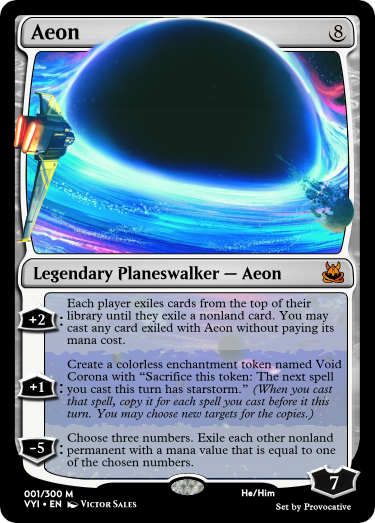 Aeon 8
Legendary Planeswalker — Aeon
+2 : Each player exiles cards from the top of their
library until they exile a nonland card. You may
cast any card exiled with Aeon without paying its
mana cost.
+1 : Create a colorless enchantment token named Void
Corona with “Sacrifice this token: The next spell
you cast this turn has starstorm.” (When you cast
that spell, copy it for each spell you cast before it this
turn. You may choose new targets for the copies.)
−5 : Choose three numbers. Exile each other nonland
permanent with a mana value that is equal to one
of the chosen numbers.
7
001/300 M He/Him
VYI • EN Victor Sales Set by Provocative